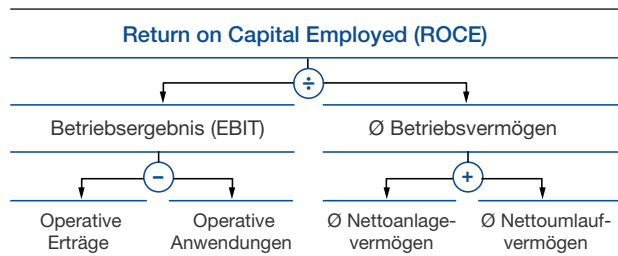 Return on Capital Employed (ROCE)
÷
Betriebsergebnis (EBIT)
Ø Betriebsvermögen
−
+
Operative
Erträge
Operative
Anwendungen
Ø Nettoanlage-
vermögen
Ø Nettoumlauf-
vermögen